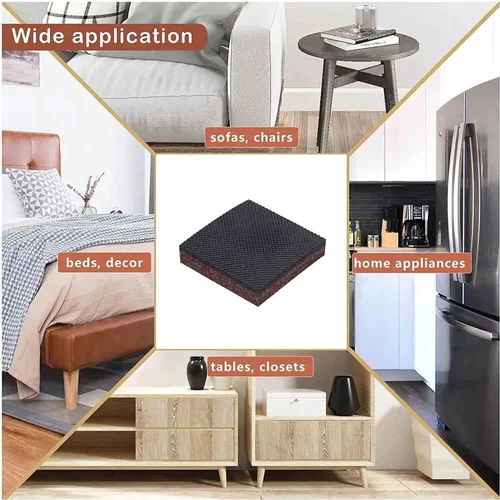 Wide application
sofas, chairs
beds, decor
home appliances
tables, closets